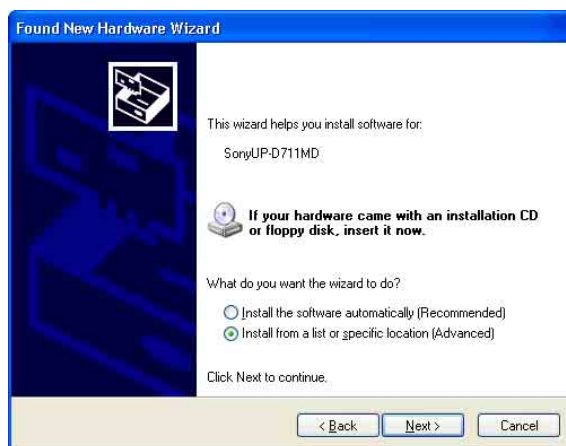 Found New Hardware Wizard
This wizard helps you install software for:
SonyUP-D711MD
If your hardware came with an installation CD
or floppy disk, insert it now.
What do you want the wizard to do?
Install the software automatically (Recommended)
Install from a list or specific location (Advanced)
Click Next to continue.
< Back
Next >
Cancel